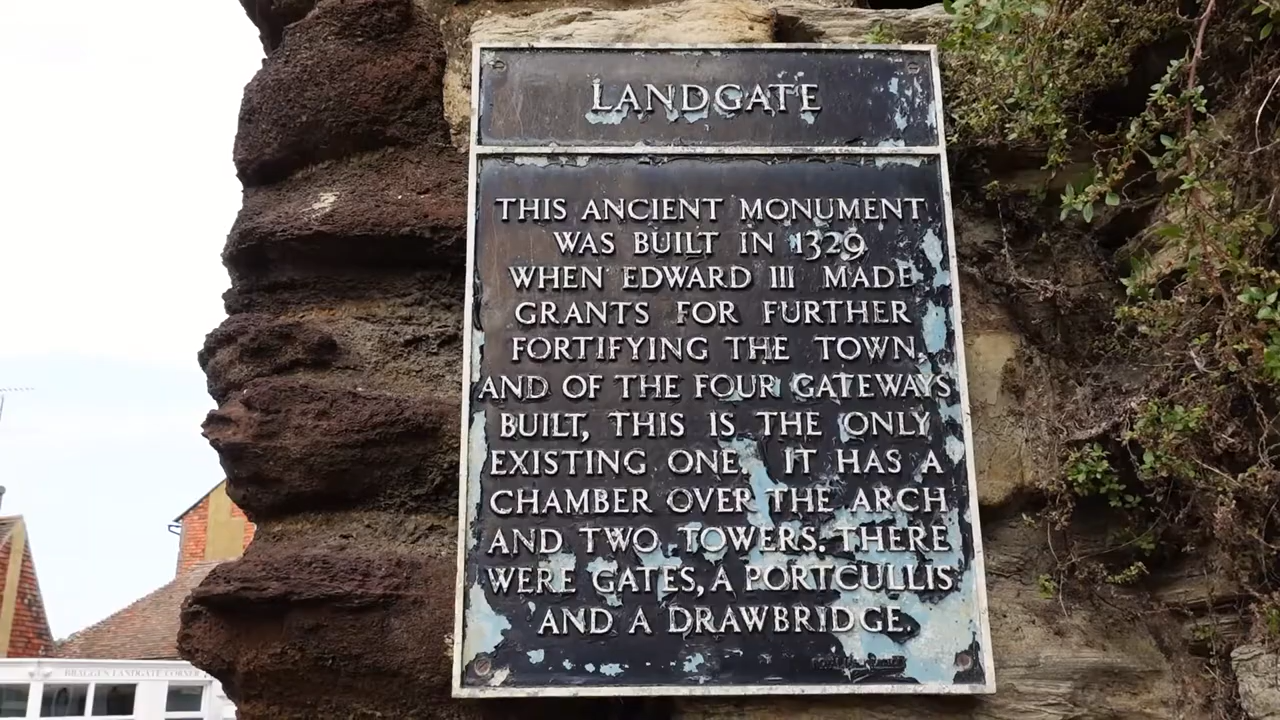 LANDGATE
THIS ANCIENT MONUMENT
WAS BUILT IN 1329
WHEN EDWARD III MADE
GRANTS FOR FURTHER
FORTIFYING THE TOWN,
AND OF THE FOUR GATEWAYS
BUILT, THIS IS THE ONLY
EXISTING ONE. IT HAS A
CHAMBER OVER THE ARCH
AND TWO TOWERS. THERE
WERE GATES, A PORTCULLIS
AND A DRAWBRIDGE.
LANDGATE CORNER